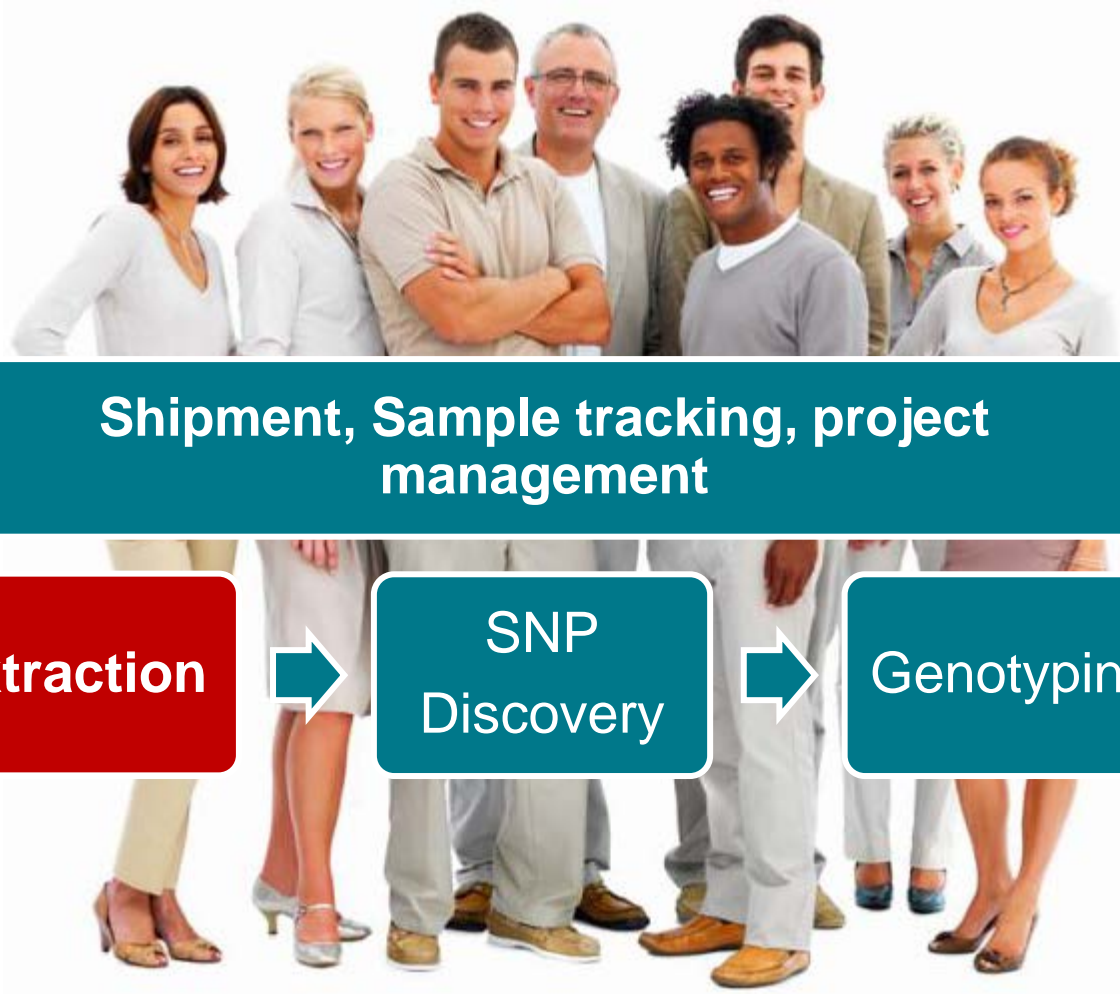 Shipment, Sample tracking, project
management
traction
SNP
Discovery
Genotypin